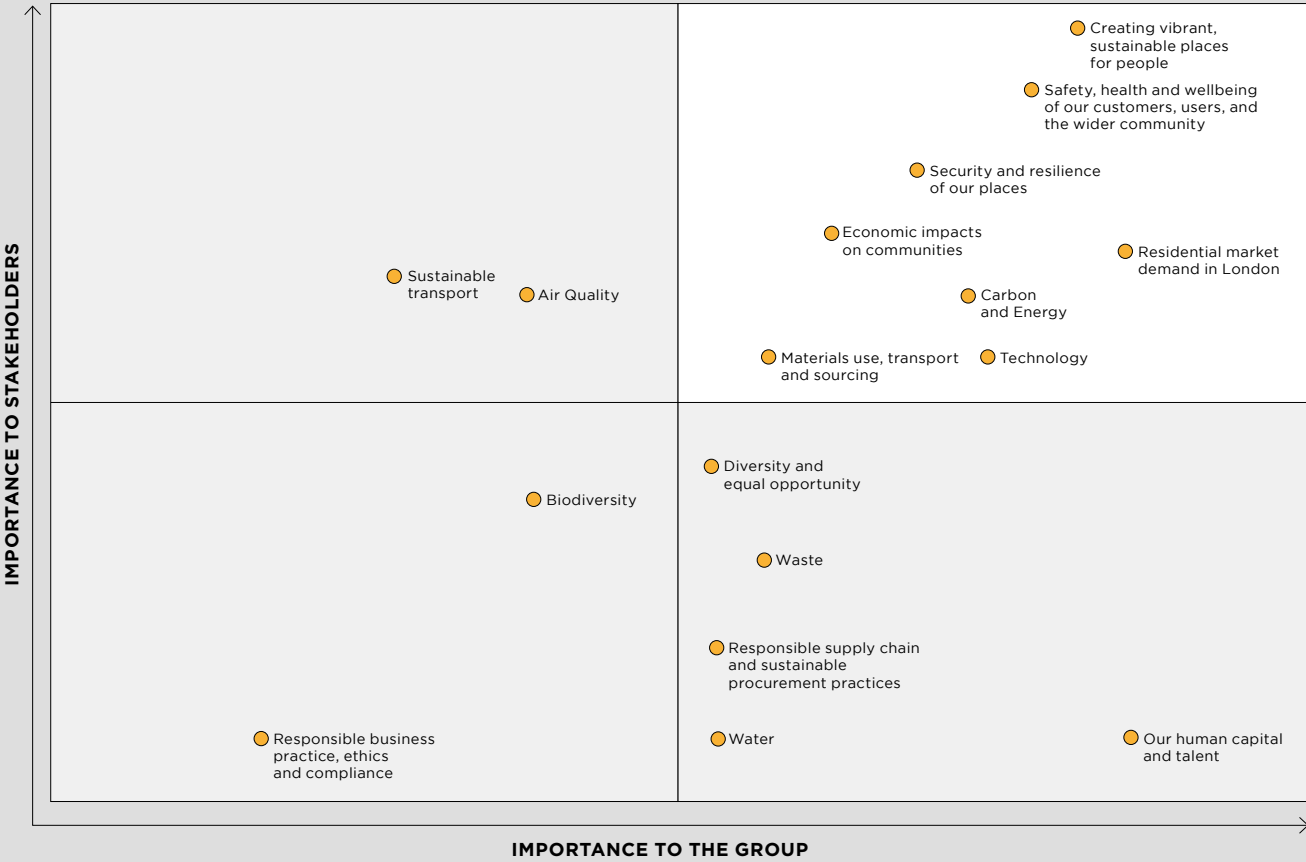 Creating vibrant,
sustainable places
for people
Safety, health and wellbeing
of our customers, users, and
the wider community
Security and resilience
of our places
Economic impacts
on communities
Residential market
demand in London
Sustainable
transport
Air Quality
Carbon
and Energy
Materials use, transport
and sourcing
Technology
Diversity and
equal opportunity
Biodiversity
Waste
Responsible supply chain
and sustainable
procurement practices
Responsible business
practice, ethics
and compliance
Water
Our human capital
and talent
IMPORTANCE TO STAKEHOLDERS
IMPORTANCE TO THE GROUP